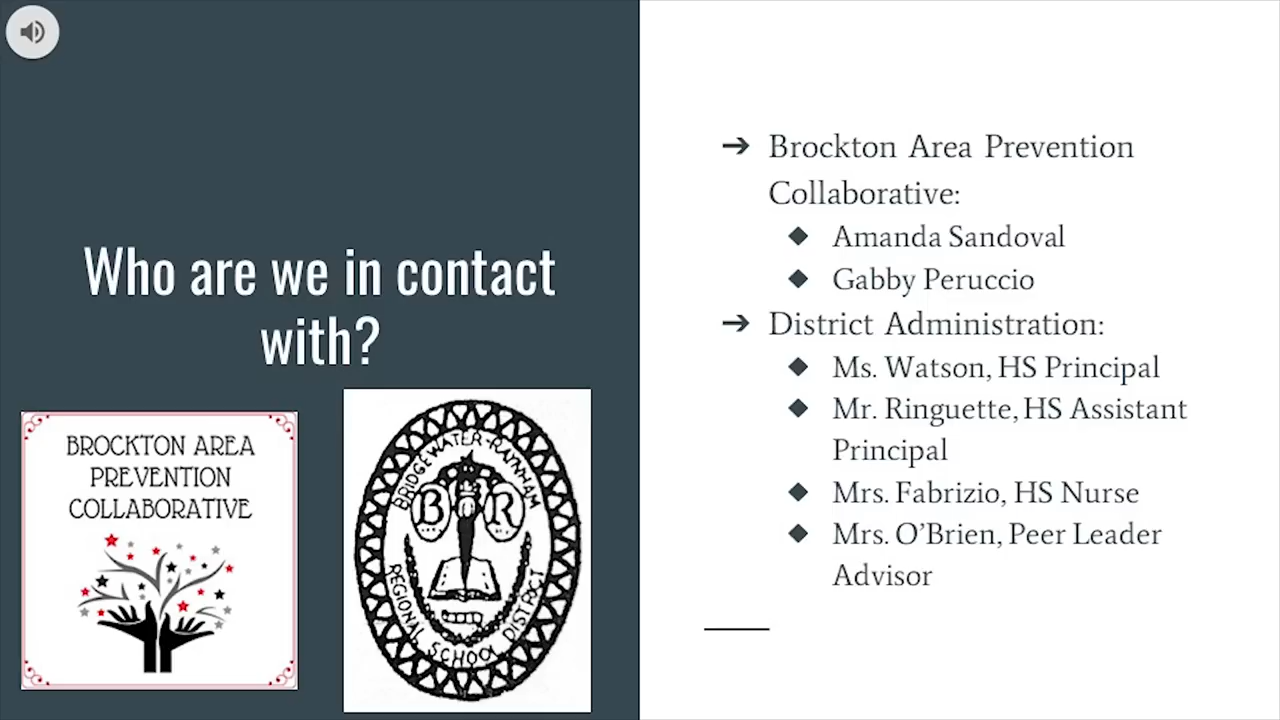 Who are we in contact
with?
BROCKTON AREA
PREVENTION
COLLABORATIVE
BRIDGEWATER-RAYNHAM
B R
REGIONAL SCHOOL DISTRICT
➔ Brockton Area Prevention
Collaborative:
◆ Amanda Sandoval
◆ Gabby Peruccio
➔ District Administration:
◆ Ms. Watson, HS Principal
◆ Mr. Ringuette, HS Assistant
Principal
◆ Mrs. Fabrizio, HS Nurse
◆ Mrs. O’Brien, Peer Leader
Advisor